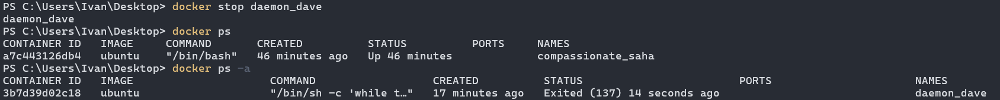 PS C:\Users\Ivan\Desktop> docker stop daemon_dave
daemon_dave
PS C:\Users\Ivan\Desktop> docker ps
CONTAINER ID   IMAGE     COMMAND       CREATED          STATUS          PORTS     NAMES
a7c443126db4   ubuntu    "/bin/bash"   46 minutes ago   Up 46 minutes             compassionate_saha
PS C:\Users\Ivan\Desktop> docker ps -a
CONTAINER ID   IMAGE                     COMMAND                  CREATED          STATUS                        PORTS                      NAMES
3b7d39d02c18   ubuntu                    "/bin/sh -c 'while t…"   17 minutes ago   Exited (137) 14 seconds ago                              daemon_dave